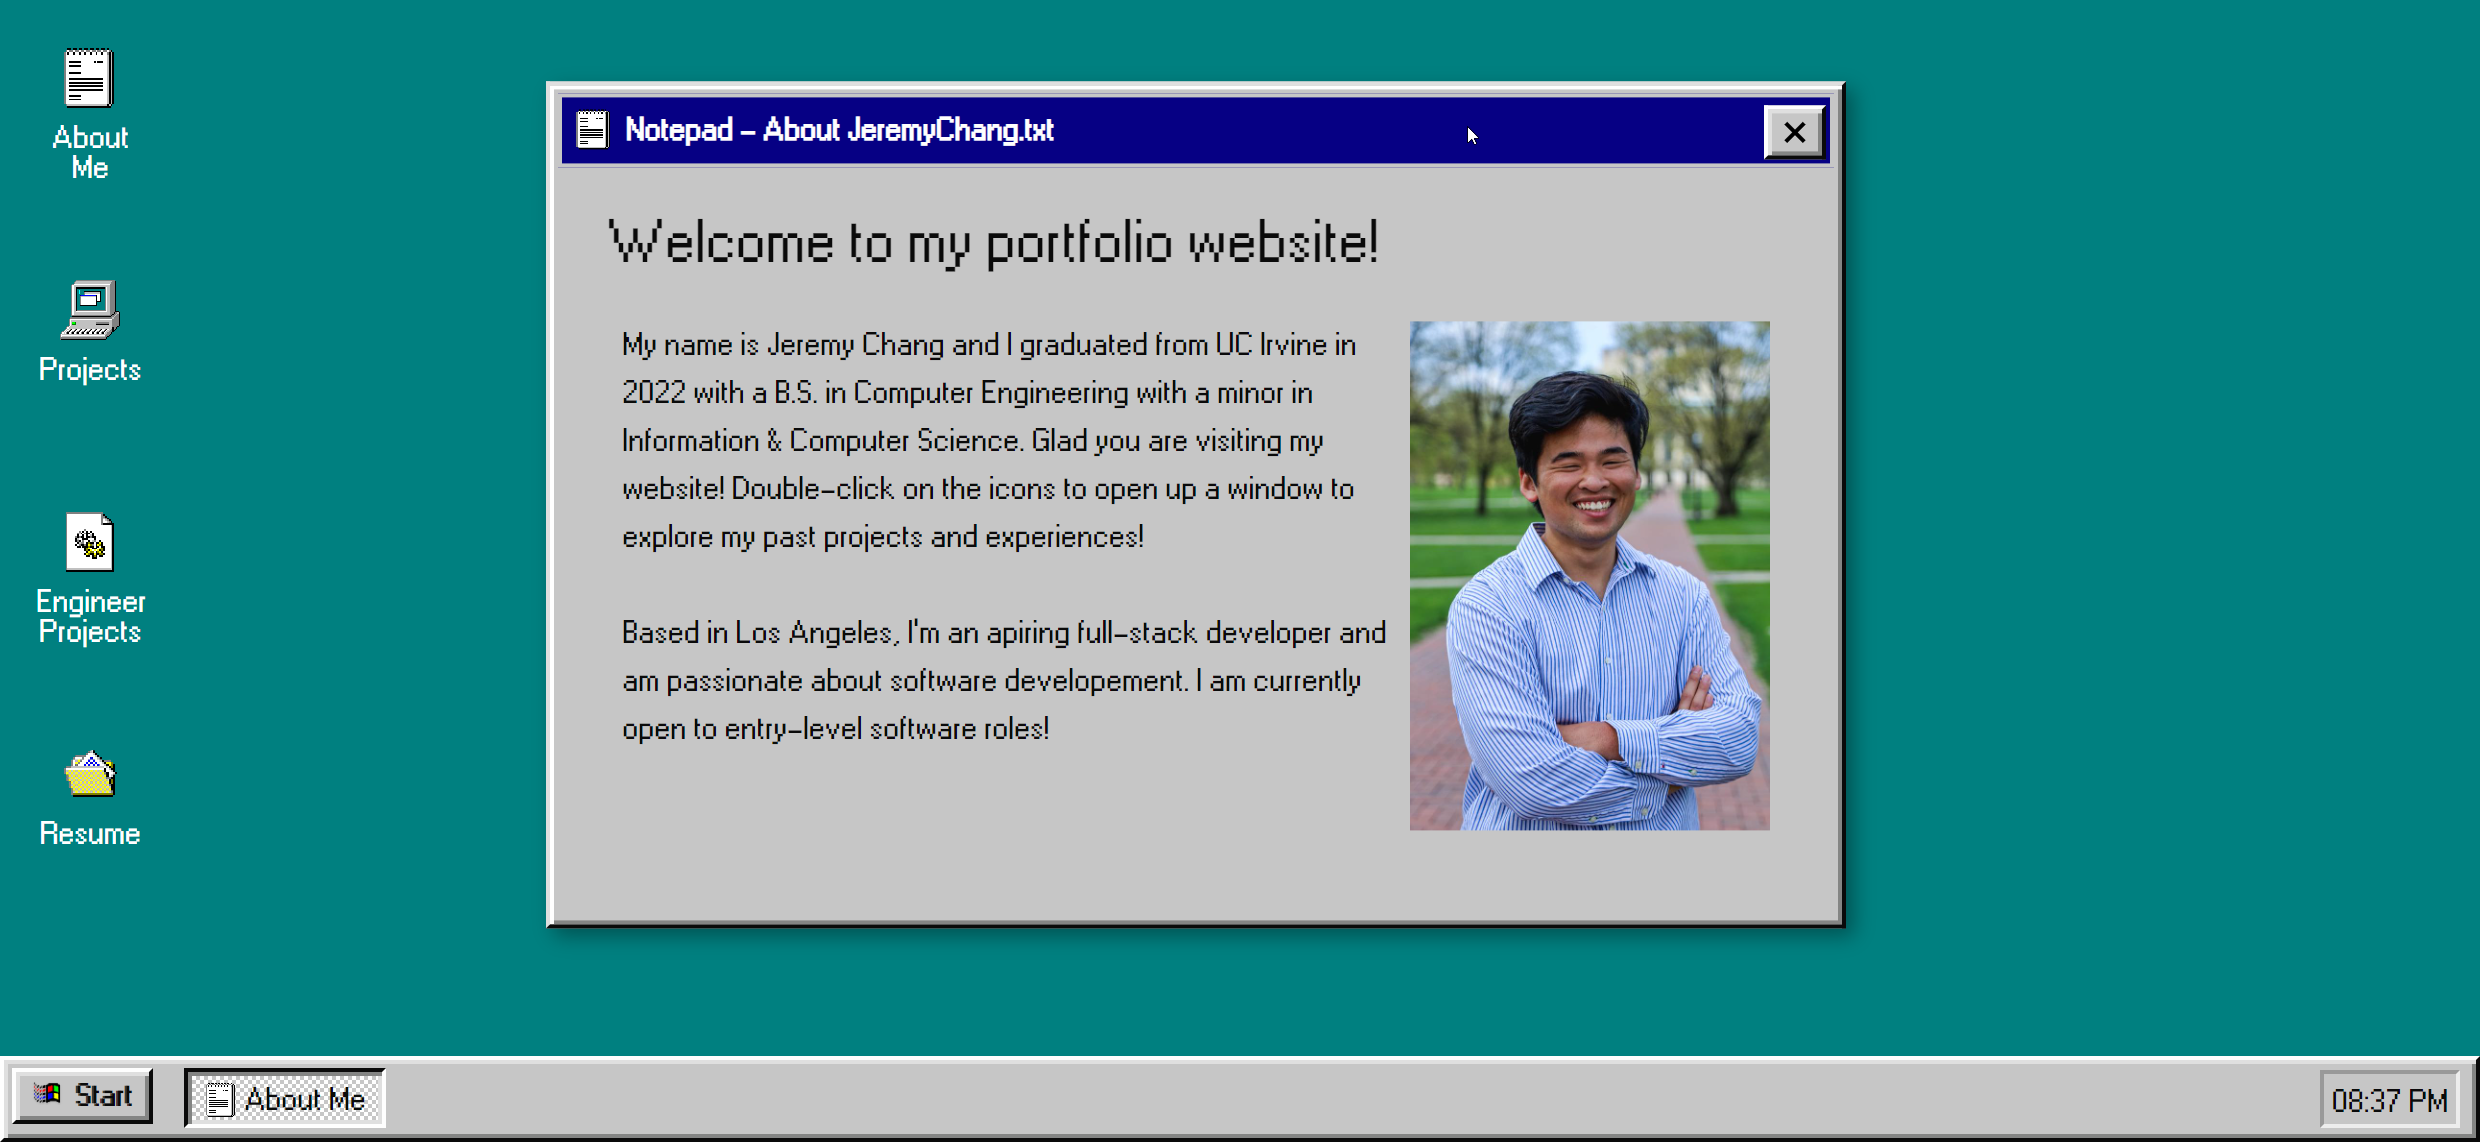 About
Me
Projects
Engineer
Projects
Resume
Notepad - About JeremyChang.txt
Welcome to my portfolio website!
My name is Jeremy Chang and I graduated from UC Irvine in
2022 with a B.S. in Computer Engineering with a minor in
Information & Computer Science. Glad you are visiting my
website! Double-click on the icons to open up a window to
explore my past projects and experiences!
Based in Los Angeles, I'm an apiring full-stack developer and
am passionate about software developement. I am currently
open to entry-level software roles!
Start
About Me
08:37 PM